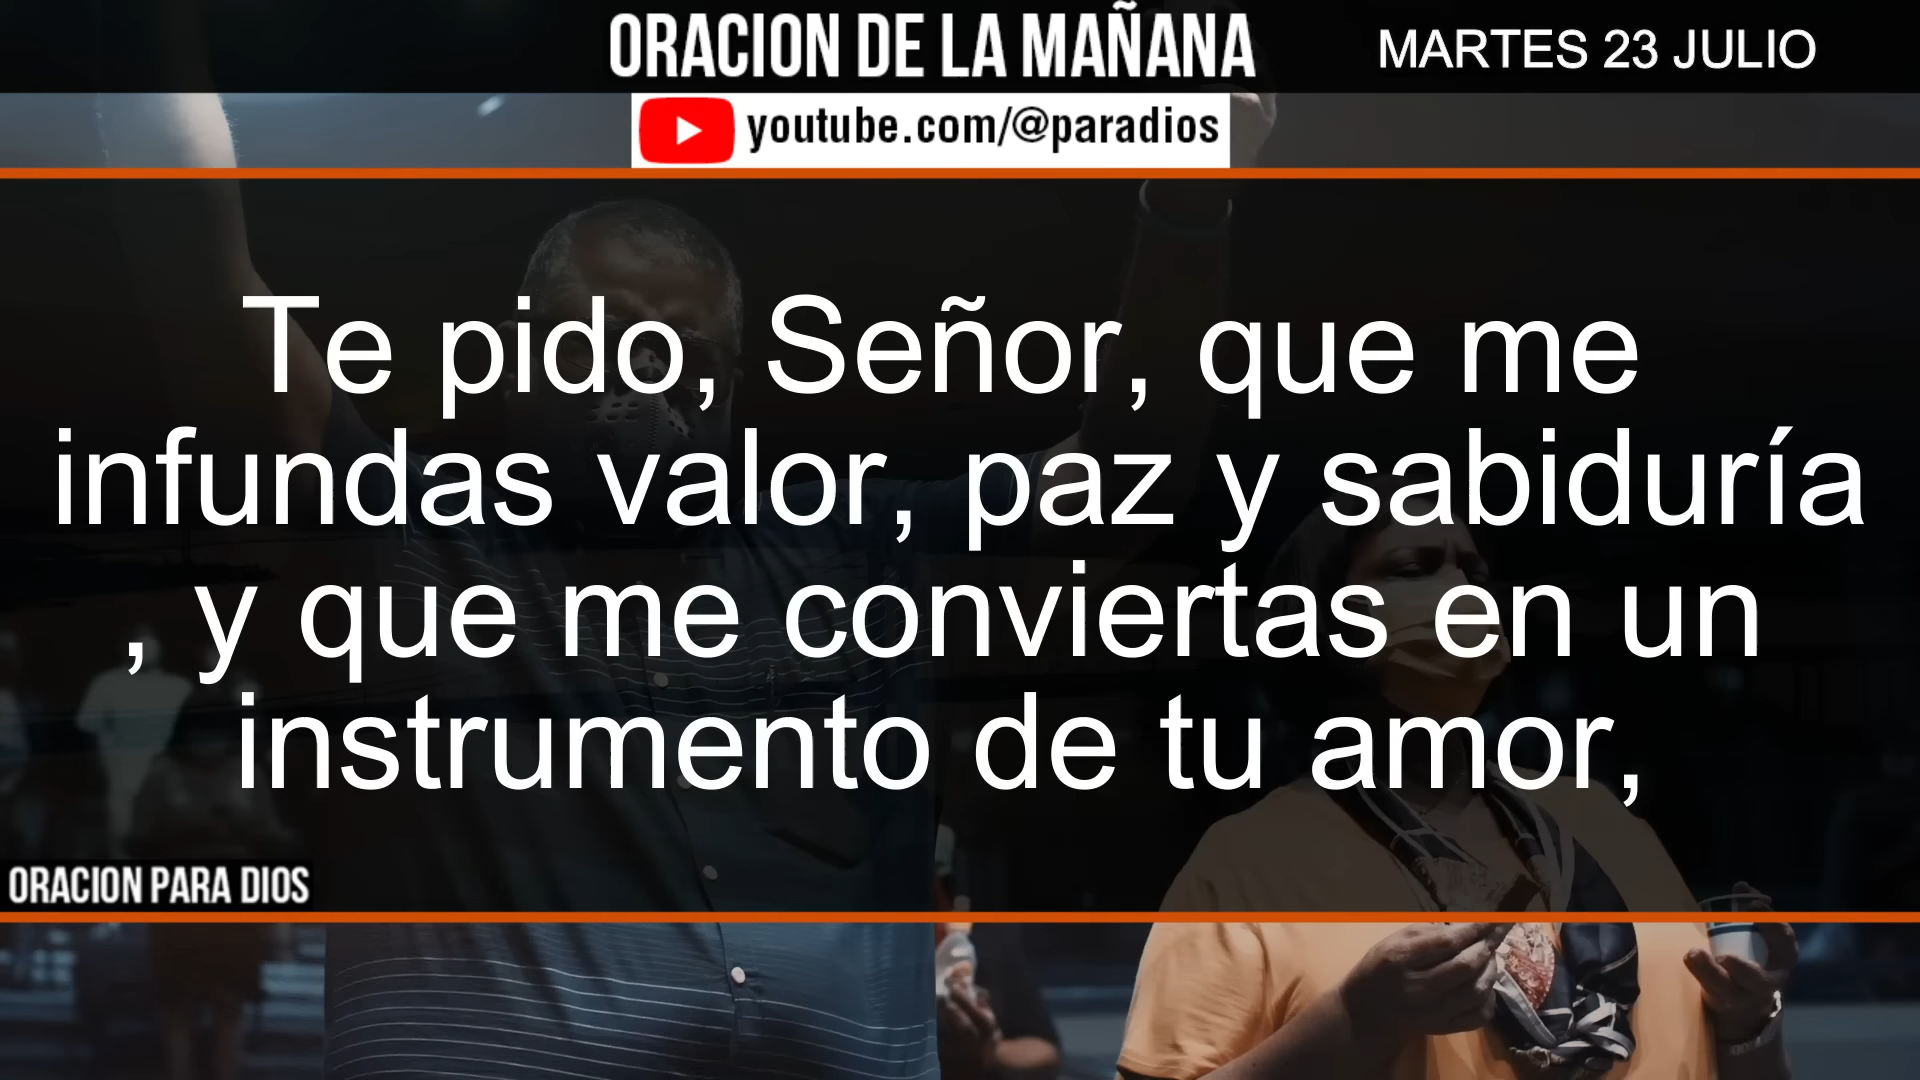 ORACION DE LA MAÑANA
MARTES 23 JULIO
youtube.com/@paradios
Te pido, Señor, que me
infundas valor, paz y sabiduría
, y que me conviertas en un
instrumento de tu amor,
ORACION PARA DIOS